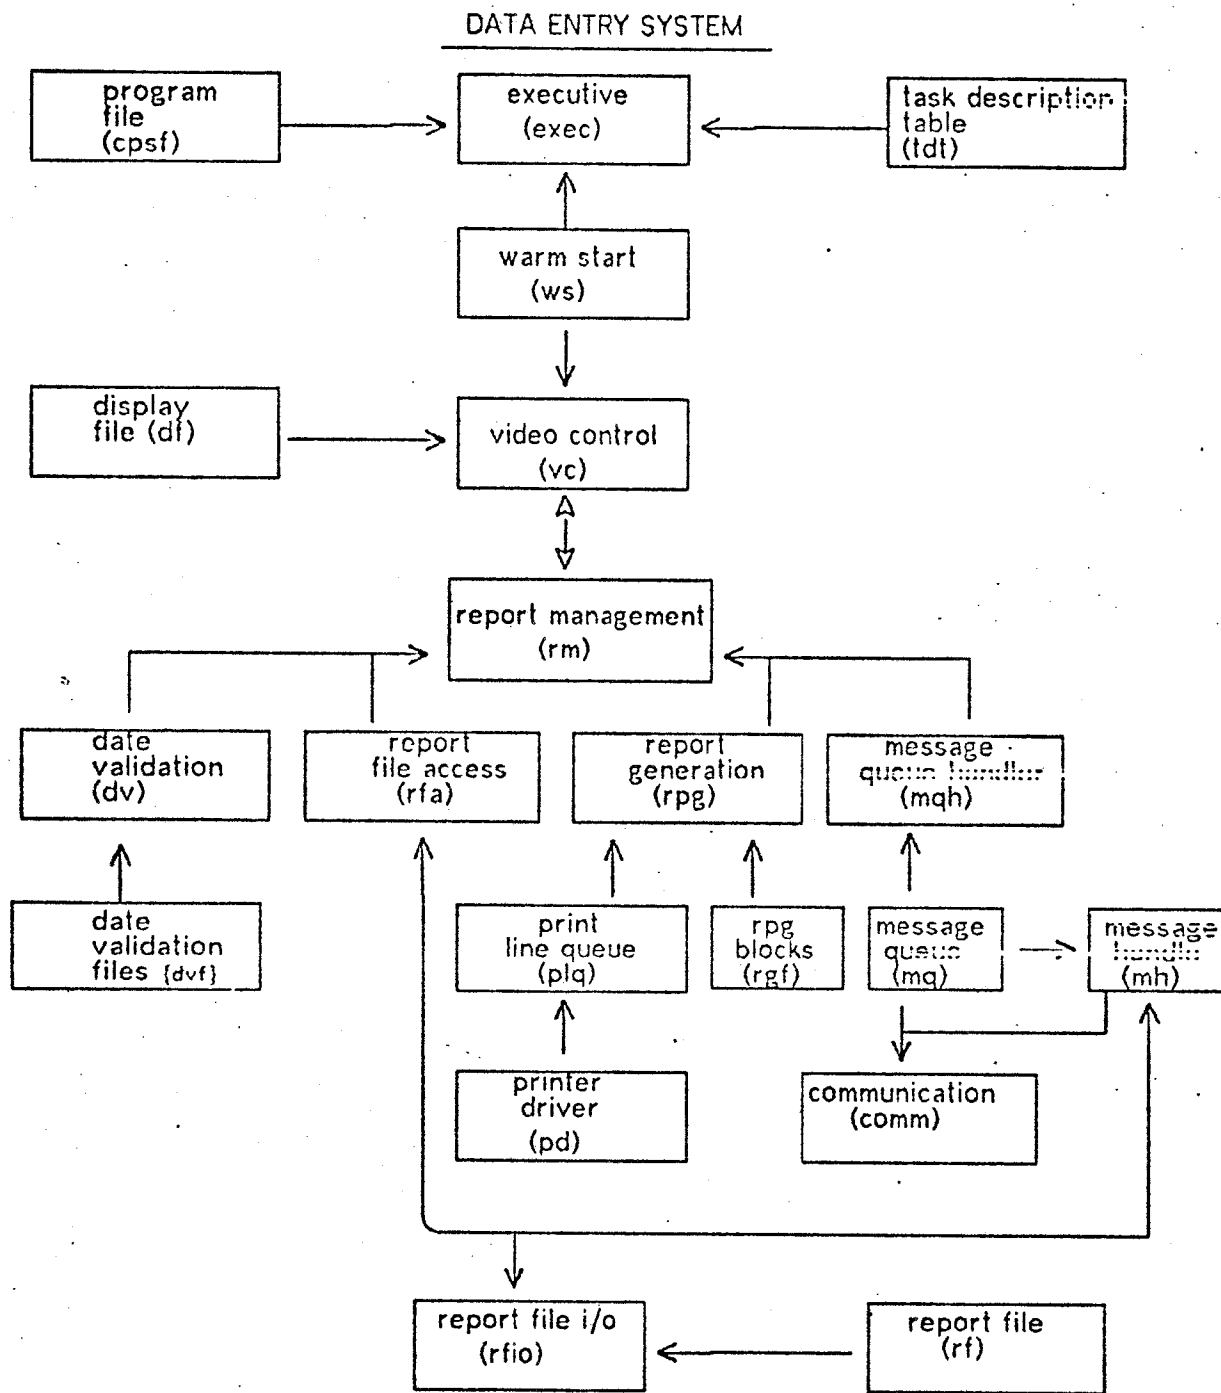 DATA ENTRY SYSTEM
program
file
(cpsf)
executive
(exec)
task description
table
(tdt)
warm start
(ws)
display
file (df)
video control
(vc)
report management
(rm)
date
validation
(dv)
report
file access
(rfa)
report
generation
(rpg)
message
queue handler
(mqh)
date
validation
files {dvf}
print
line queue
(plq)
rpg
blocks
(rgf)
message
queue
(mq)
message
(mh)
printer
driver
(pd)
communication
(comm)
report file i/o
(rfio)
report file
(rf)